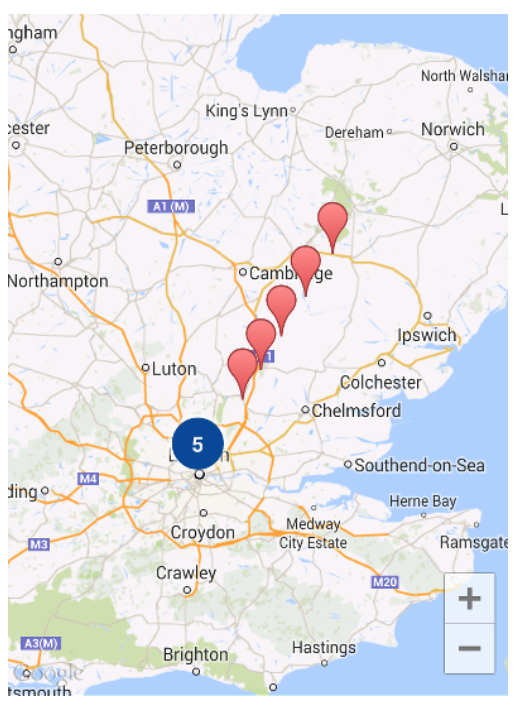 ngham
North Walshar
King's Lynn
Dereham
Norwich
cester
Peterborough
A1 (M)
Cambridge
Northampton
Ipswich
Luton
Colchester
Chelmsford
5
Southend-on-Sea
M4
ding
Herne Bay
Croydon
Medway
City Estate
Ramsgate
M3
Crawley
M20
+
−
A3(M)
Brighton
Hastings
Google
tsmouth